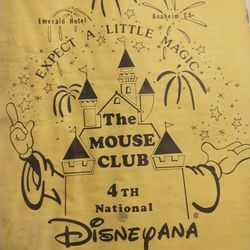 Emerald Hotel Anaheim, CA.
EXPECT A LITTLE MAGIC
The
MOUSE
CLUB
4TH
National
DISNEYANA